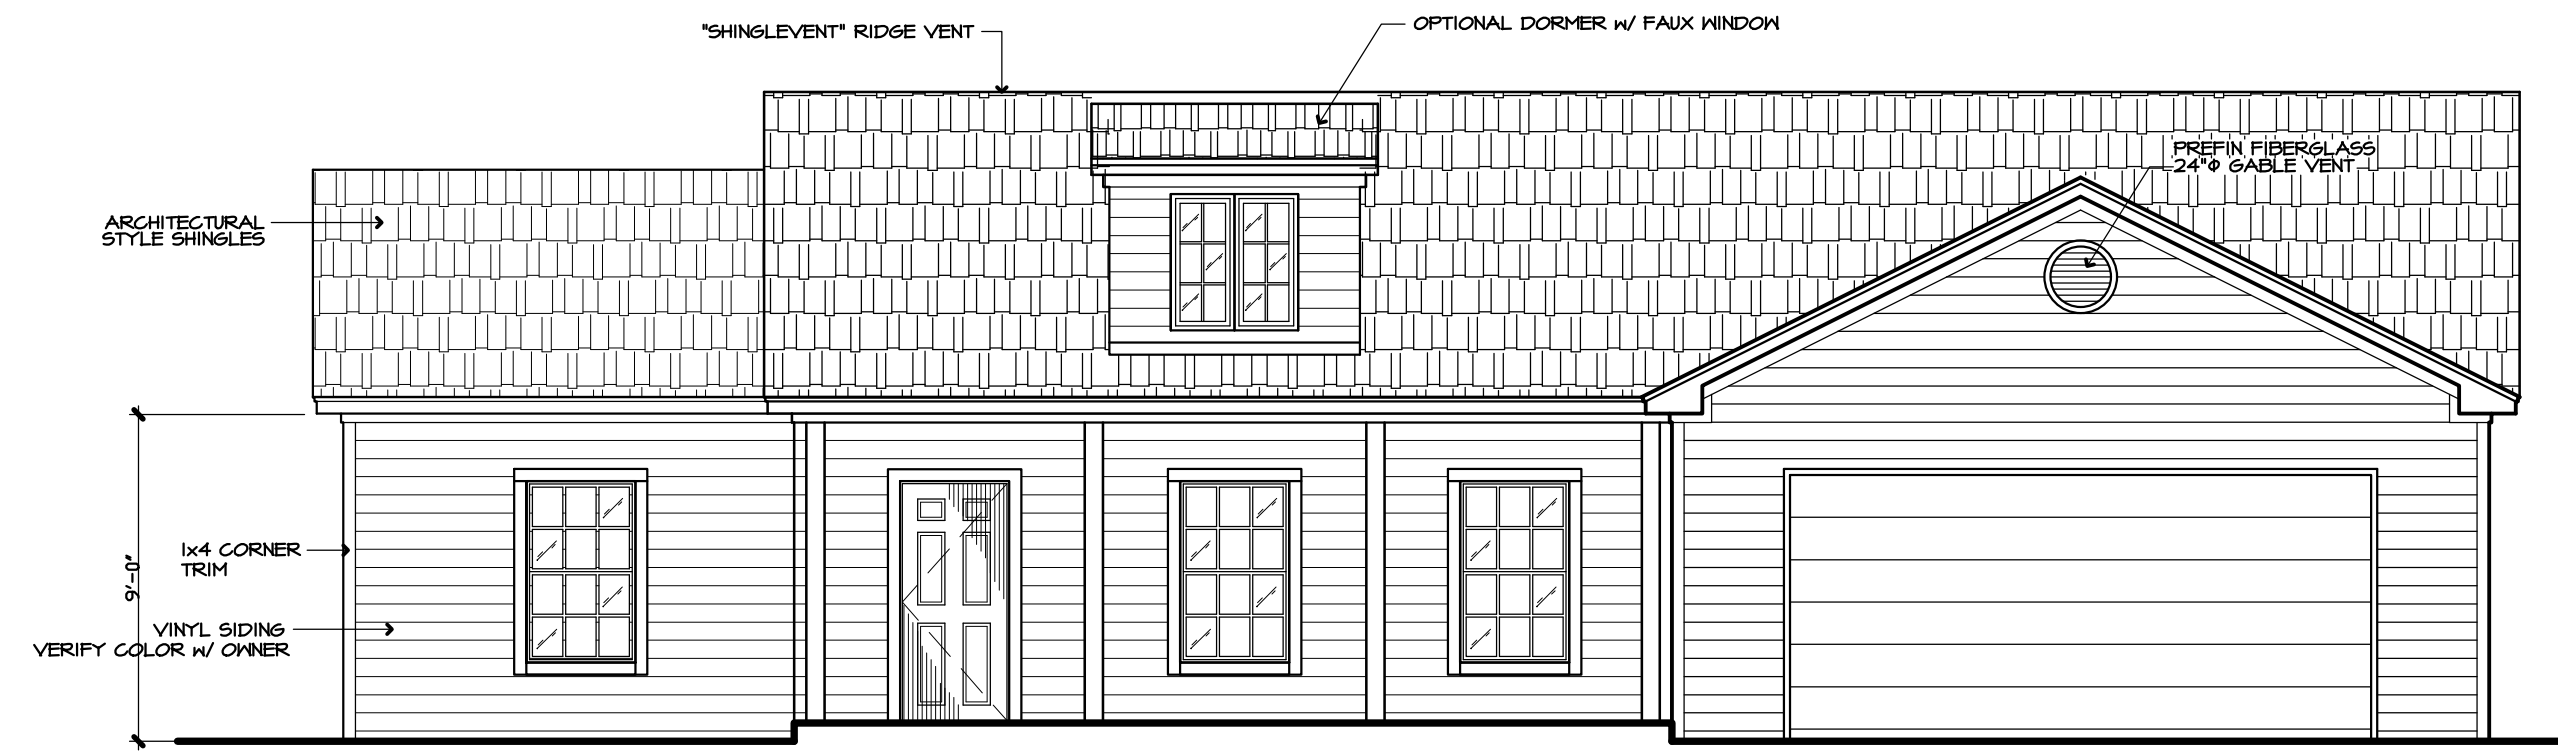 "SHINGLEVENT" RIDGE VENT
OPTIONAL DORMER w/ FAUX WINDOW
PREFIN FIBERGLASS
24"Φ GABLE VENT
ARCHITECTURAL
STYLE SHINGLES
1x4 CORNER
TRIM
9'-0"
VINYL SIDING
VERIFY COLOR w/ OWNER